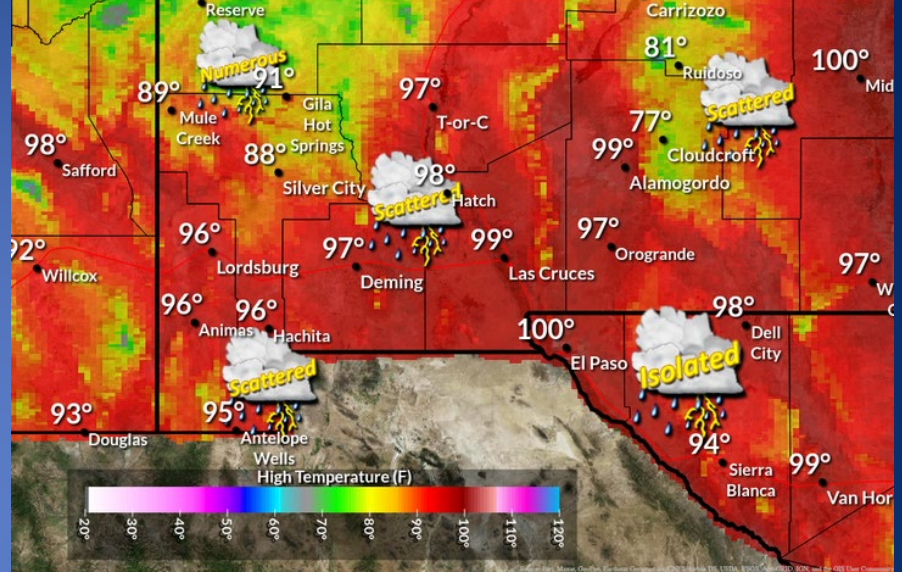 Reserve
Carrizozo
81°
Numerous
91°
89°
100°
Ruidoso
Mid
97°
Gila
Hot
Springs
Mule
Creek
Scattered
77°
T-or-C
98°
88°
99°
Cloudcroft
Safford
98°
Silver City
Scattered
Hatch
Alamogordo
96°
97°
99°
97°
Orogrande
92°
Willcox
Lordsburg
Deming
Las Cruces
97°
W
96°
96°
98°
Animas
Hachita
100°
Dell
City
El Paso
Isolated
Scattered
93°
95°
Douglas
Antelope
Wells
94°
Sierra
Blanca
99°
Van Hor
High Temperature (F)
20° 30° 40° 50° 60° 70° 80° 90° 100° 110° 120°